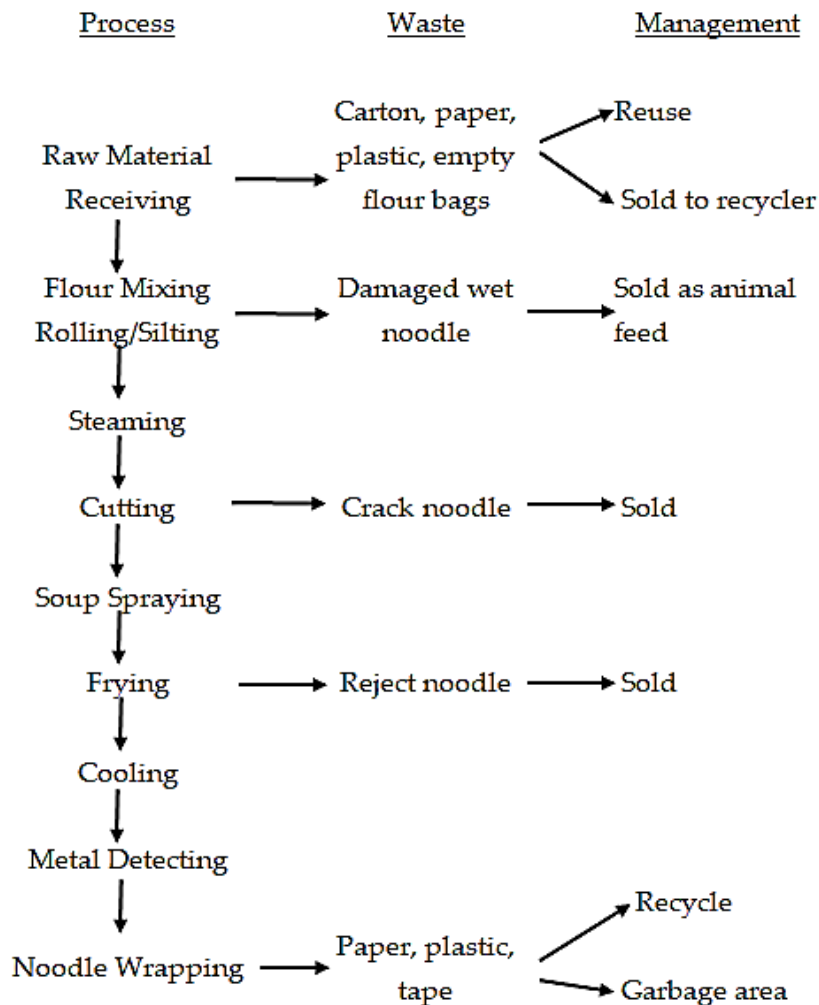 Process Waste Management
Carton, paper, Reuse
Raw Material plastic, empty
Receiving flour bags Sold to recycler
Flour Mixing Damaged wet Sold as animal
Rolling/Silting noodle feed
Steaming
Cutting Crack noodle Sold
Soup Spraying
Frying Reject noodle Sold
Cooling
Metal Detecting
Recycle
Noodle Wrapping Paper, plastic,
tape Garbage area